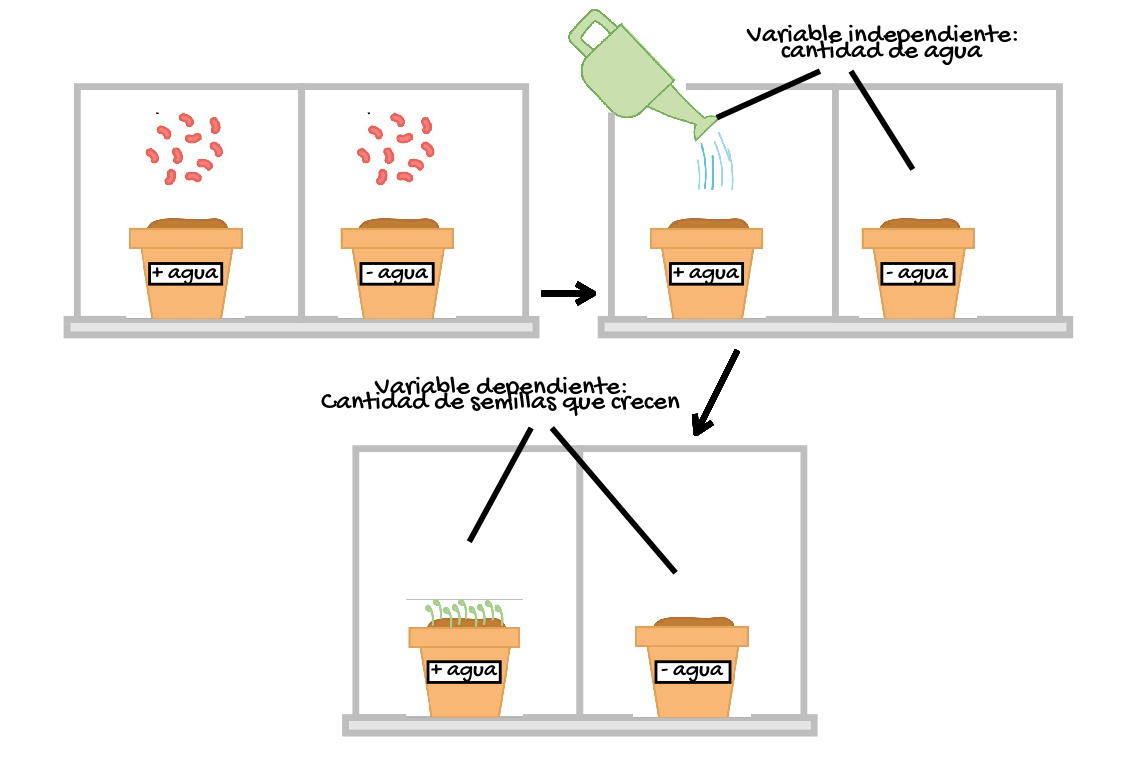 Variable independiente:
cantidad de agua
+ agua
- agua
+ agua
- agua
Variable dependiente:
Cantidad de semillas que crecen
+ agua
- agua